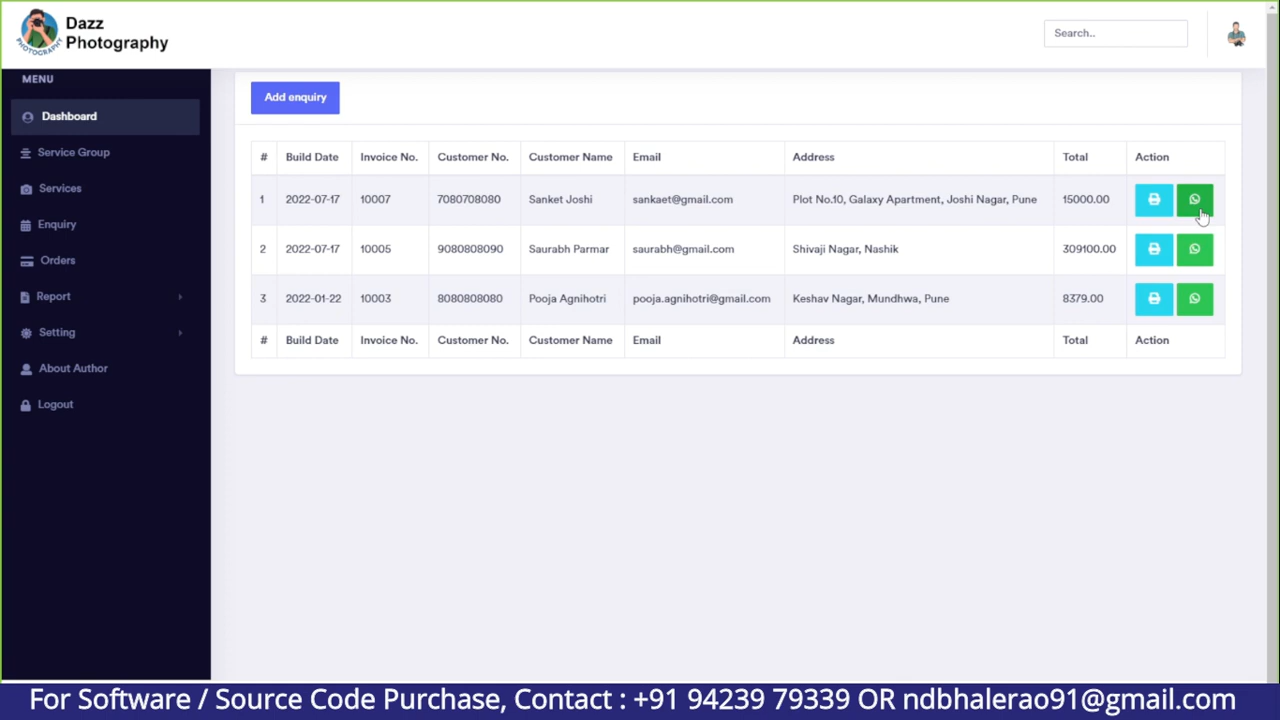 Dazz
Photography
Search..
MENU
Dashboard
Service Group
Services
Enquiry
Orders
Report
Setting
About Author
Logout
Add enquiry
# Build Date Invoice No. Customer No. Customer Name Email Address Total Action
1 2022-07-17 10007 7080708080 Sanket Joshi sankaet@gmail.com Plot No.10, Galaxy Apartment, Joshi Nagar, Pune 15000.00
2 2022-07-17 10005 9080808090 Saurabh Parmar saurabh@gmail.com Shivaji Nagar, Nashik 309100.00
3 2022-01-22 10003 8080808080 Pooja Agnihotri pooja.agnihotri@gmail.com Keshav Nagar, Mundhwa, Pune 8379.00
# Build Date Invoice No. Customer No. Customer Name Email Address Total Action
For Software / Source Code Purchase, Contact : +91 94239 79339 OR ndbhalerao91@gmail.com